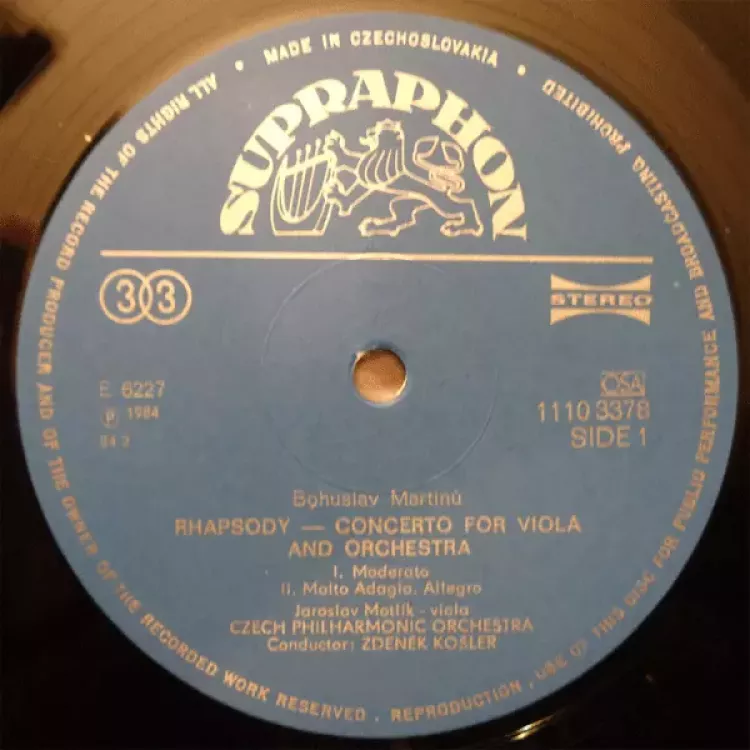 ALL RIGHTS OF THE RECORD PRODUCER AND OF THE OWNER OF THE RECORDED WORK RESERVED . REPRODUCTION , USE OF THIS DISC FOR PUBLIC PERFORMANCE AND BROADCASTING PROHIBITED
• MADE IN CZECHOSLOVAKIA •
SUPRAPHON
33
STEREO
E 6227
℗ 1984
84 2
OSA
1110 3378
SIDE 1
Bohuslav Martinů
RHAPSODY — CONCERTO FOR VIOLA
AND ORCHESTRA
I. Moderato
II. Molto Adagio. Allegro
Jaroslav Motlík - viola
CZECH PHILHARMONIC ORCHESTRA
Conductor: ZDENĚK KOŠLER